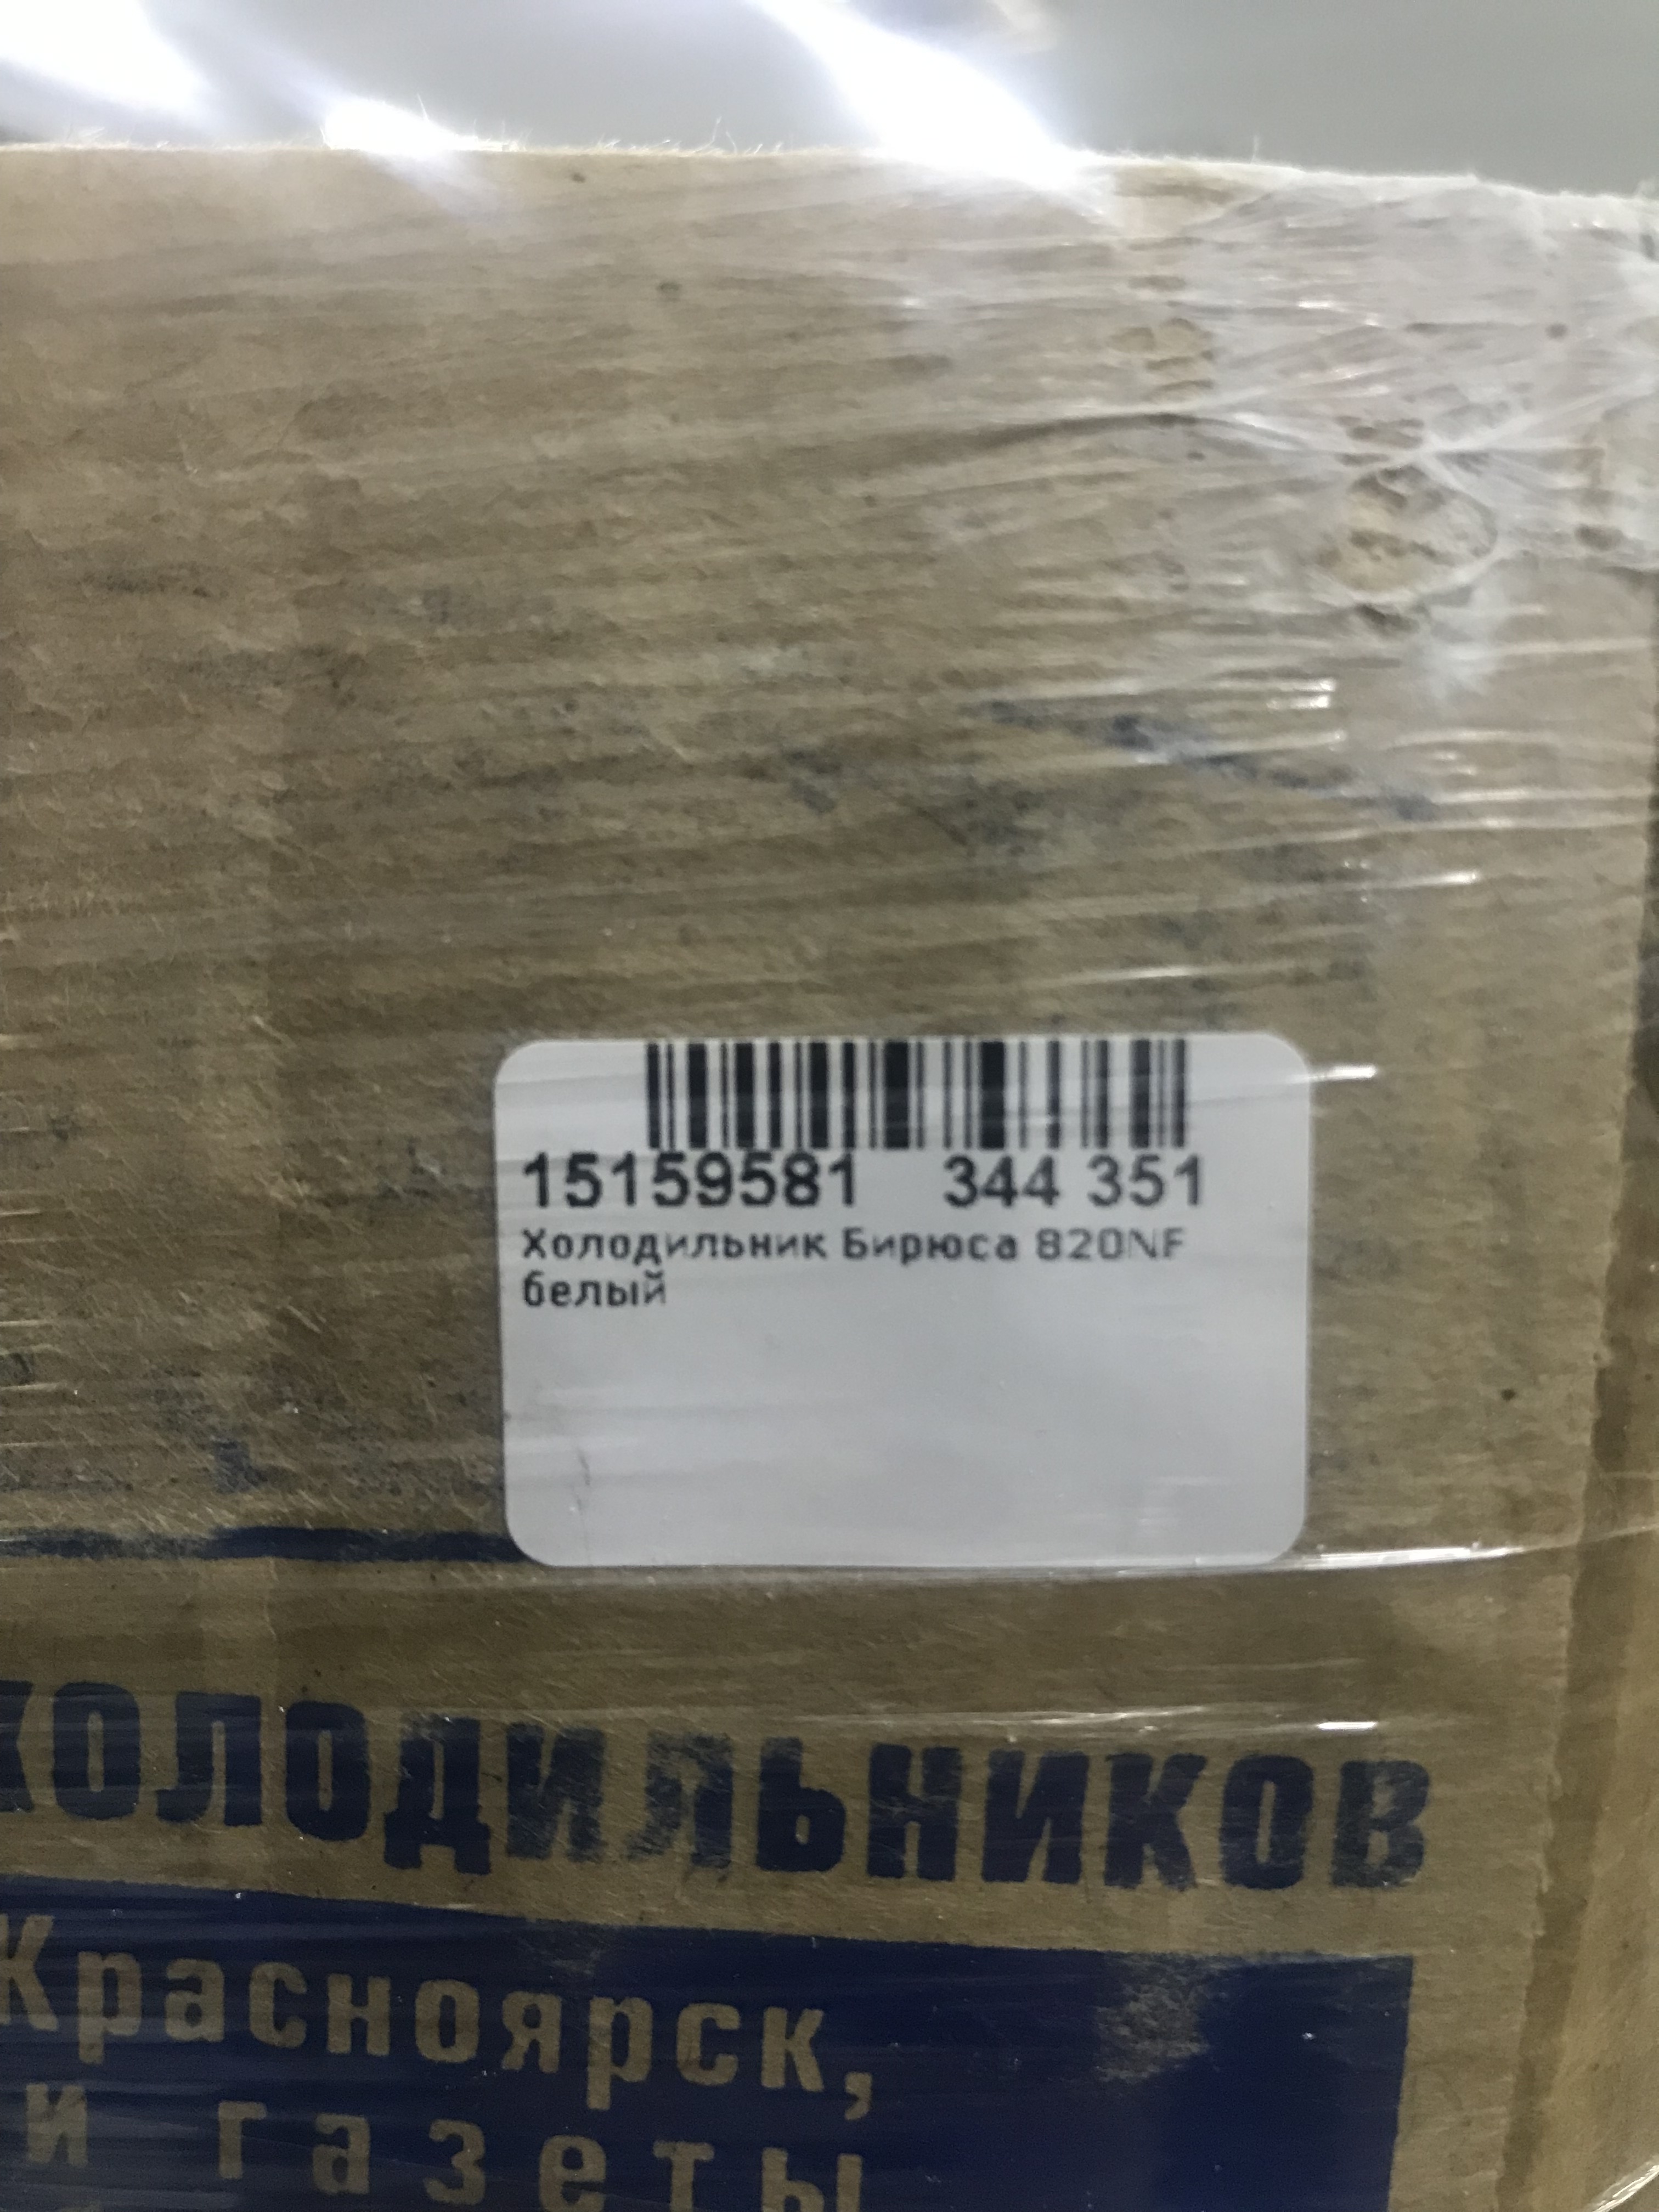 15159581 344 351
Холодильник Бирюса 820NF
белый
ХОЛОДИЛЬНИКОВ
Красноярск,
и газеты